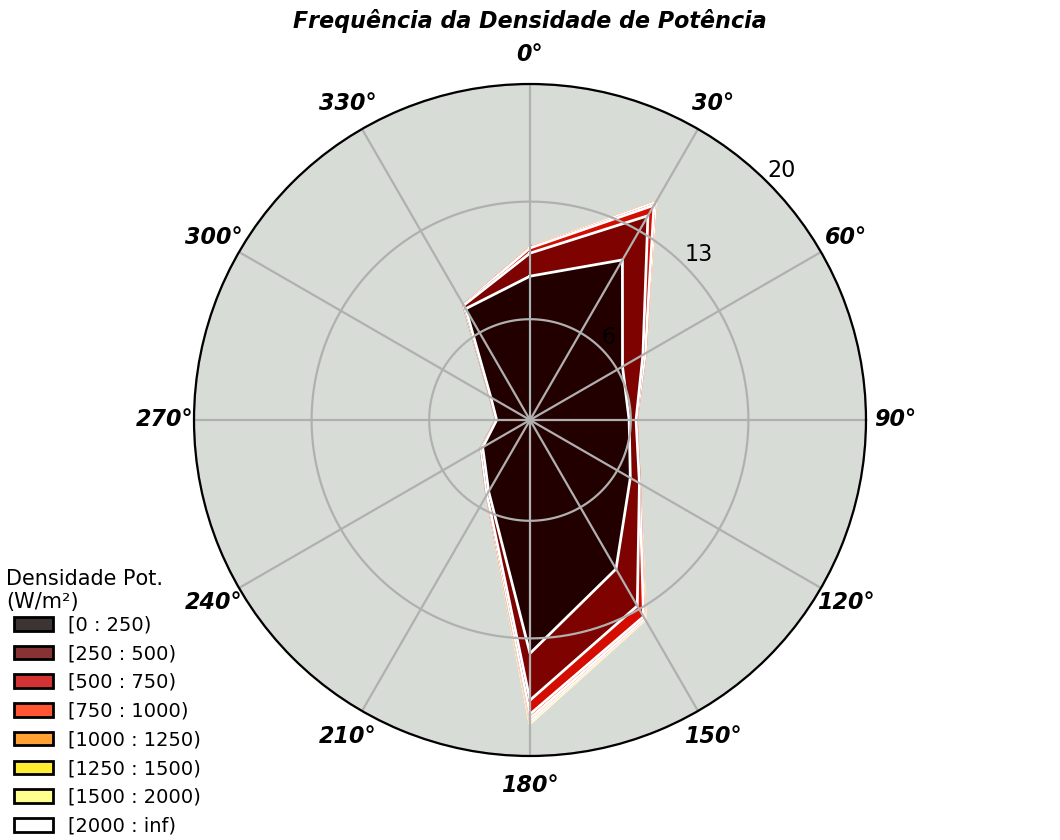 Frequência da Densidade de Potência
0°
330°
30°
20
300°
60°
13
6
270°
90°
240°
120°
210°
150°
180°
Densidade Pot.
(W/m²)
[0 : 250)
[250 : 500)
[500 : 750)
[750 : 1000)
[1000 : 1250)
[1250 : 1500)
[1500 : 2000)
[2000 : inf)